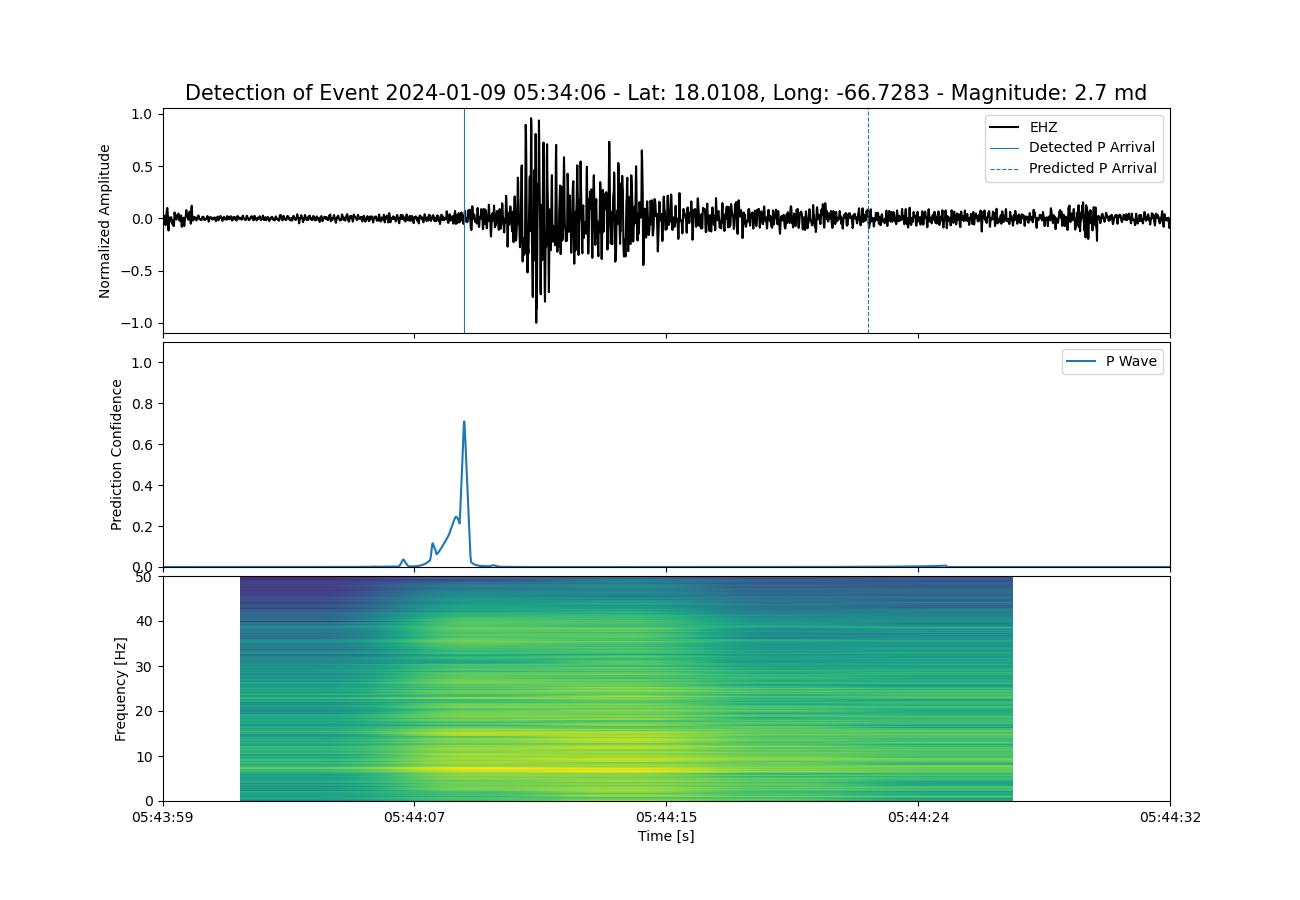 Detection of Event 2024-01-09 05:34:06 - Lat: 18.0108, Long: -66.7283 - Magnitude: 2.7 md
1.0
0.5
0.0
−0.5
−1.0
Normalized Amplitude
EHZ
Detected P Arrival
Predicted P Arrival
1.0
0.8
0.6
0.4
0.2
0.0
Prediction Confidence
P Wave
50
40
30
20
10
0
Frequency [Hz]
05:43:59 05:44:07 05:44:15 05:44:24 05:44:32
Time [s]